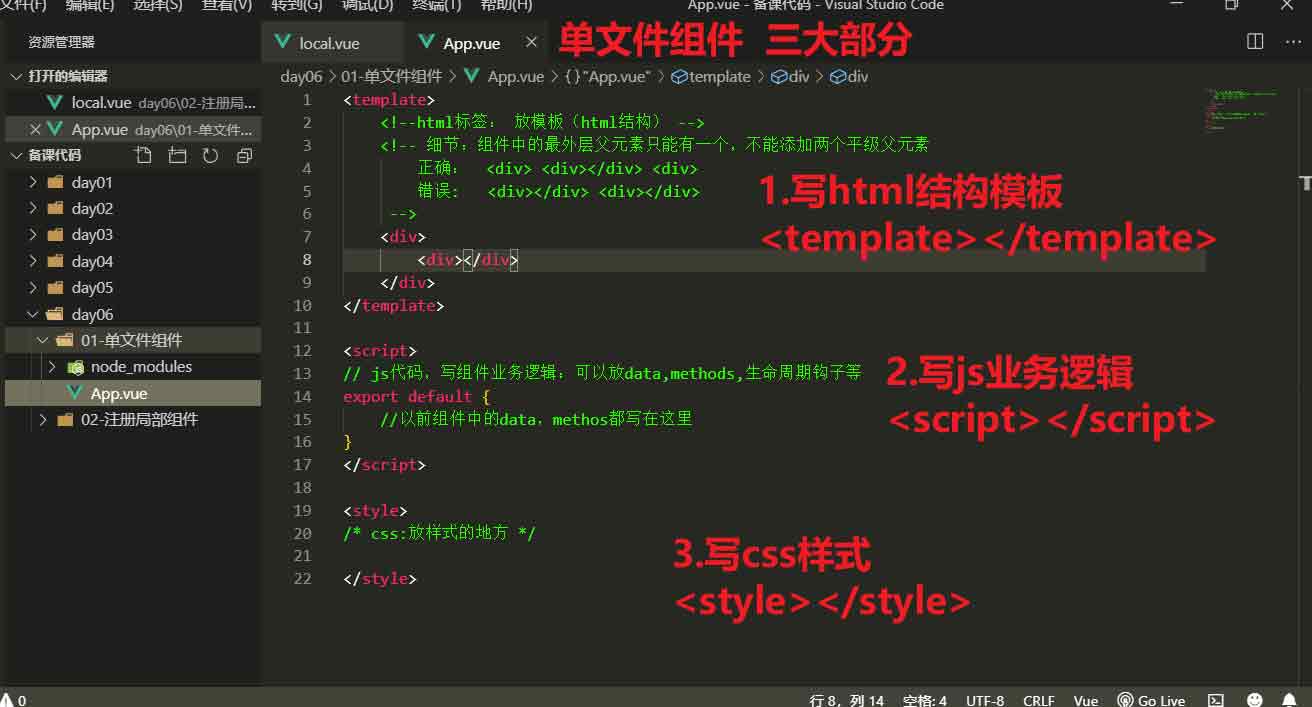 文件(F) 编辑(E) 选择(S) 查看(V) 转到(G) 调试(D) 终端(T) 帮助(H) App.vue - 备课代码 - Visual Studio Code
资源管理器
local.vue App.vue
单文件组件 三大部分
打开的编辑器
local.vue day06\02-注册局...
App.vue day06\01-单文件...
备课代码
day01
day02
day03
day04
day05
day06
01-单文件组件
node_modules
App.vue
02-注册局部组件
day06 > 01-单文件组件 > App.vue > {} "App.vue" > template > div > div
1 <template>
2 <!--html标签： 放模板（html结构） -->
3 <!-- 细节：组件中的最外层父元素只能有一个，不能添加两个平级父元素
4 正确： <div> <div></div> <div>
5 错误： <div></div> <div></div>
6 -->
7 <div>
8 <div></div>
9 </div>
10 </template>
11
12 <script>
13 // js代码，写组件业务逻辑：可以放data,methods,生命周期钩子等
14 export default {
15 //以前组件中的data，methos都写在这里
16 }
17 </script>
18
19 <style>
20 /* css:放样式的地方 */
21
22 </style>
1.写html结构模板
<template></template>
2.写js业务逻辑
<script></script>
3.写css样式
<style></style>
0 行 8，列 14 空格: 4 UTF-8 CRLF Vue Go Live